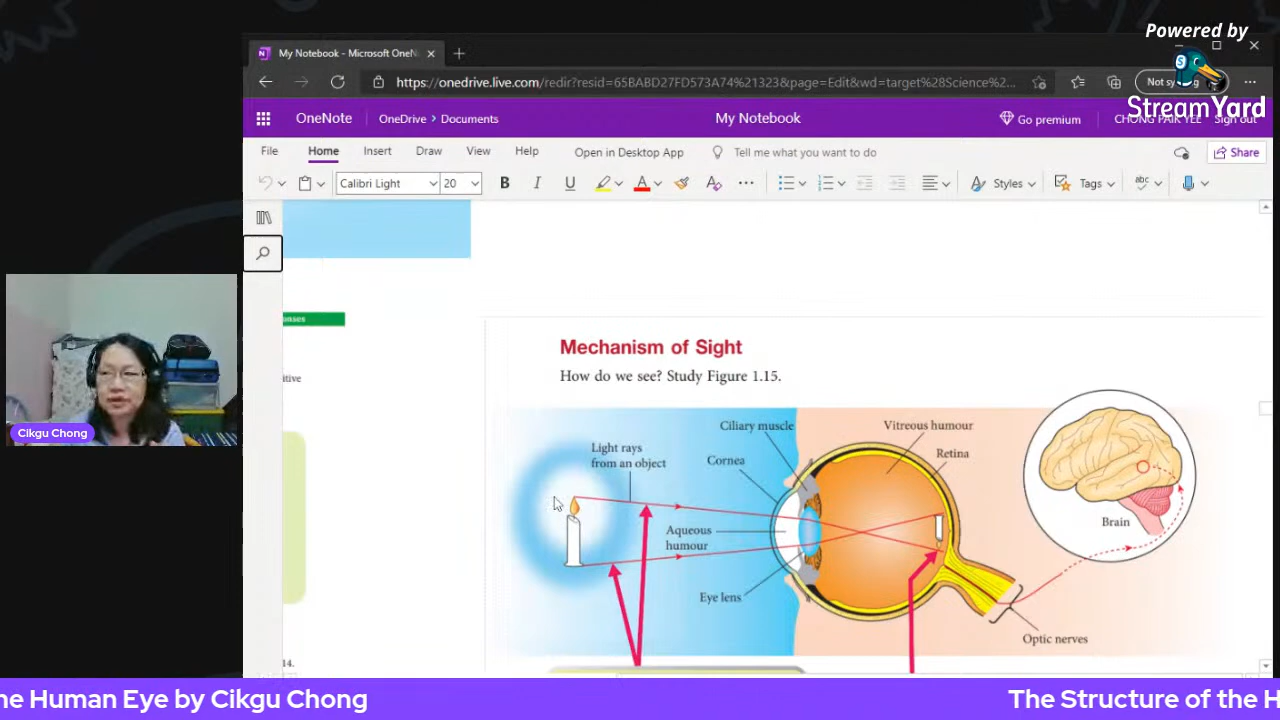 Powered by
StreamYard
My Notebook - Microsoft OneN
https://onedrive.live.com/redir?resid=65BABD27FD573A74%21323&page=Edit&wd=target%28Science%2...
OneNote
OneDrive > Documents
My Notebook
Go premium
CHONG PAIK YEE
Sign out
File
Home
Insert
Draw
View
Help
Open in Desktop App
Tell me what you want to do
Share
Calibri Light
20
B
I
U
Styles
Tags
abc
Mechanism of Sight
How do we see? Study Figure 1.15.
Light rays
from an object
Ciliary muscle
Cornea
Aqueous
humour
Eye lens
Vitreous humour
Retina
Brain
Optic nerves
14.
Cikgu Chong
ne Human Eye by Cikgu Chong
The Structure of the H